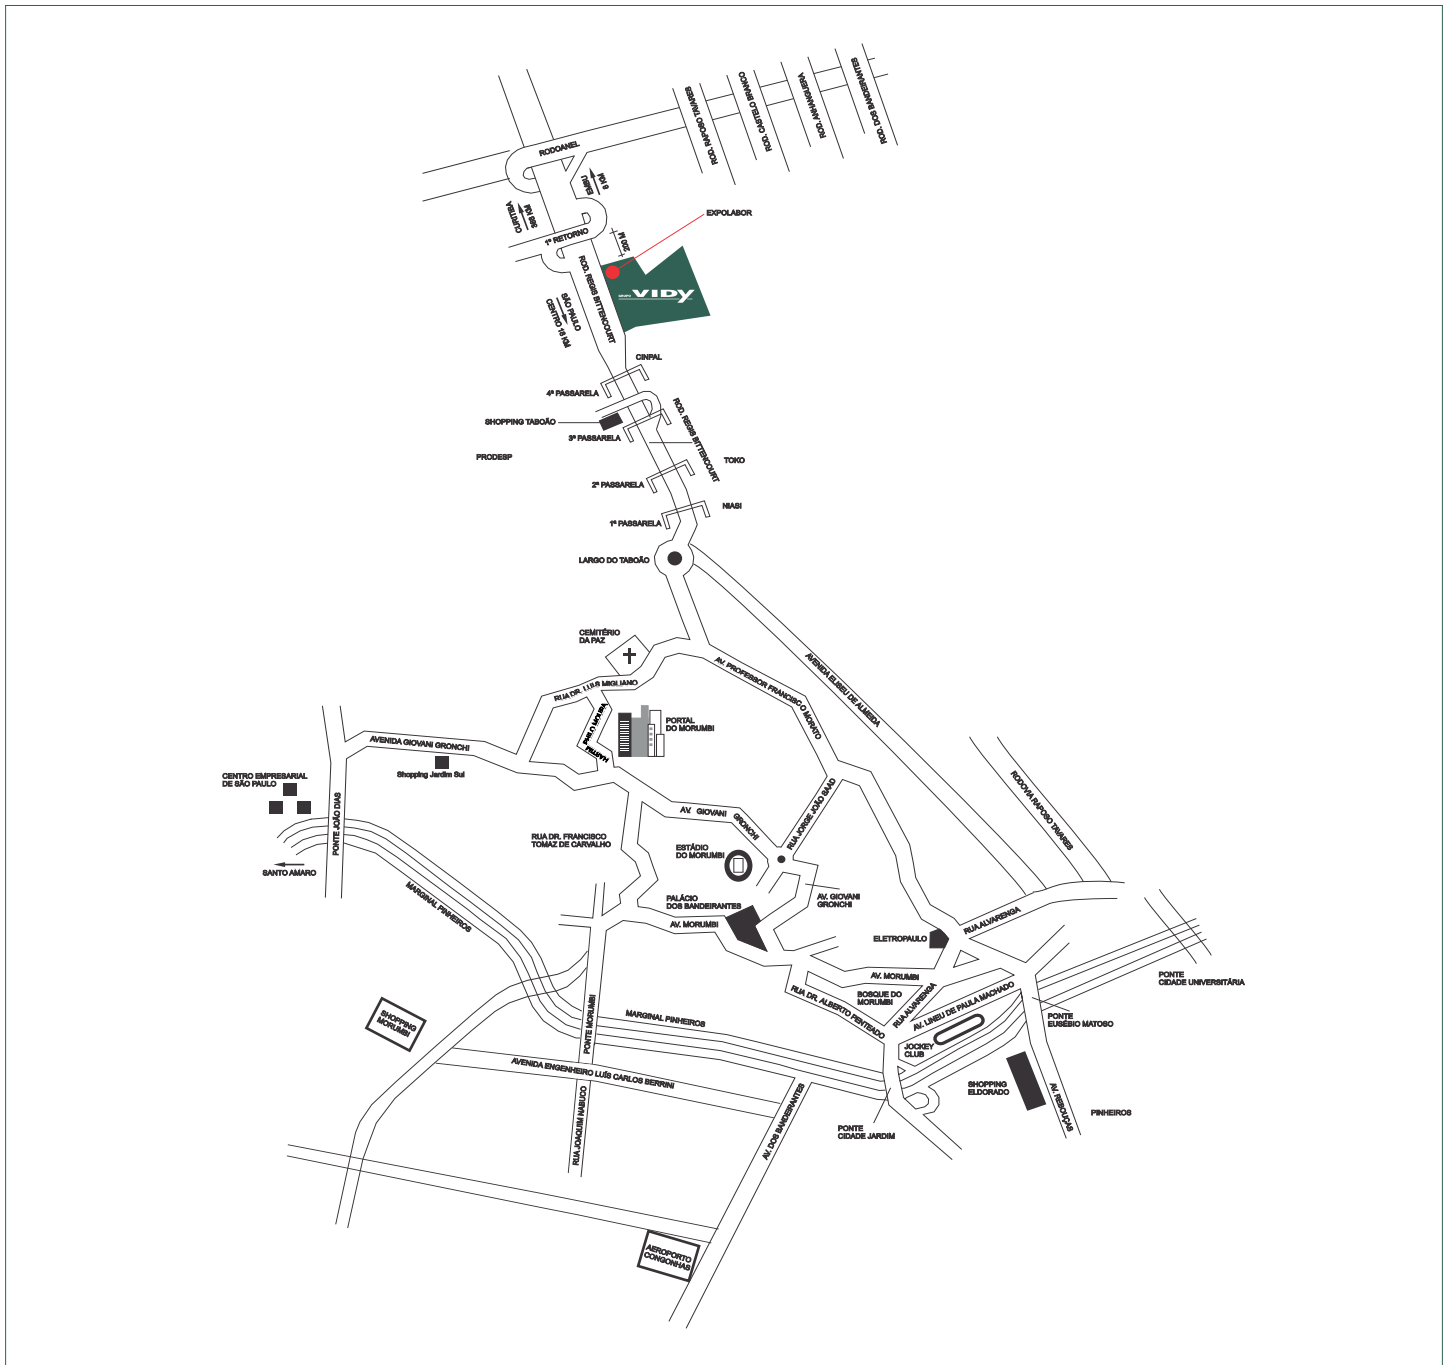 ROD. RAPOSO TAVARES
ROD. CASTELO BRANCO
ROD. ANHANGUERA
ROD. DOS BANDEIRANTES
RODOANEL
EMBU
8 KM
CURITIBA
395 KM
1º RETORNO
200 M
EXPOLABOR
GRUPO VIDY
ROD. REGIS BITTENCOURT
SÃO PAULO
CENTRO 18 KM
CINPAL
4ª PASSARELA
SHOPPING TABOÃO
3ª PASSARELA
ROD. REGIS BITTENCOURT
PRODESP
TOKO
2ª PASSARELA
NIASI
1ª PASSARELA
LARGO DO TABOÃO
CEMITÉRIO
DA PAZ
AV. PROFESSOR FRANCISCO MORATO
AVENIDA ELISEU DE ALMEIDA
RUA DR. LUIS MIGLIANO
PORTAL
DO MORUMBI
AVENIDA GIOVANI GRONCHI
Shopping Jardim Sul
CENTRO EMPRESARIAL
DE SÃO PAULO
PONTE JOÃO DIAS
RODOVIA RAPOSO TAVARES
AV. GIOVANI
GRONCHI
RUA JORGE JOÃO SAAD
RUA DR. FRANCISCO
TOMAZ DE CARVALHO
ESTÁDIO
DO MORUMBI
SANTO AMARO
MARGINAL PINHEIROS
PALÁCIO
DOS BANDEIRANTES
AV. GIOVANI
GRONCHI
AV. MORUMBI
ELETROPAULO
RUA ALVARENGA
AV. MORUMBI
PONTE
CIDADE UNIVERSITÁRIA
BOSQUE DO
MORUMBI
RUA DR. ALBERTO PENTEADO
RUA ALVARENGA
AV. LINEU DE PAULA MACHADO
PONTE
EUSÉBIO MATOSO
SHOPPING
MORUMBI
PONTE MORUMBI
MARGINAL PINHEIROS
JOCKEY
CLUB
AVENIDA ENGENHEIRO LUÍS CARLOS BERRINI
SHOPPING
ELDORADO
AV. REBOUÇAS
PINHEIROS
RUA JOAQUIM NABUCO
AV. DOS BANDEIRANTES
PONTE
CIDADE JARDIM
AEROPORTO
CONGONHAS